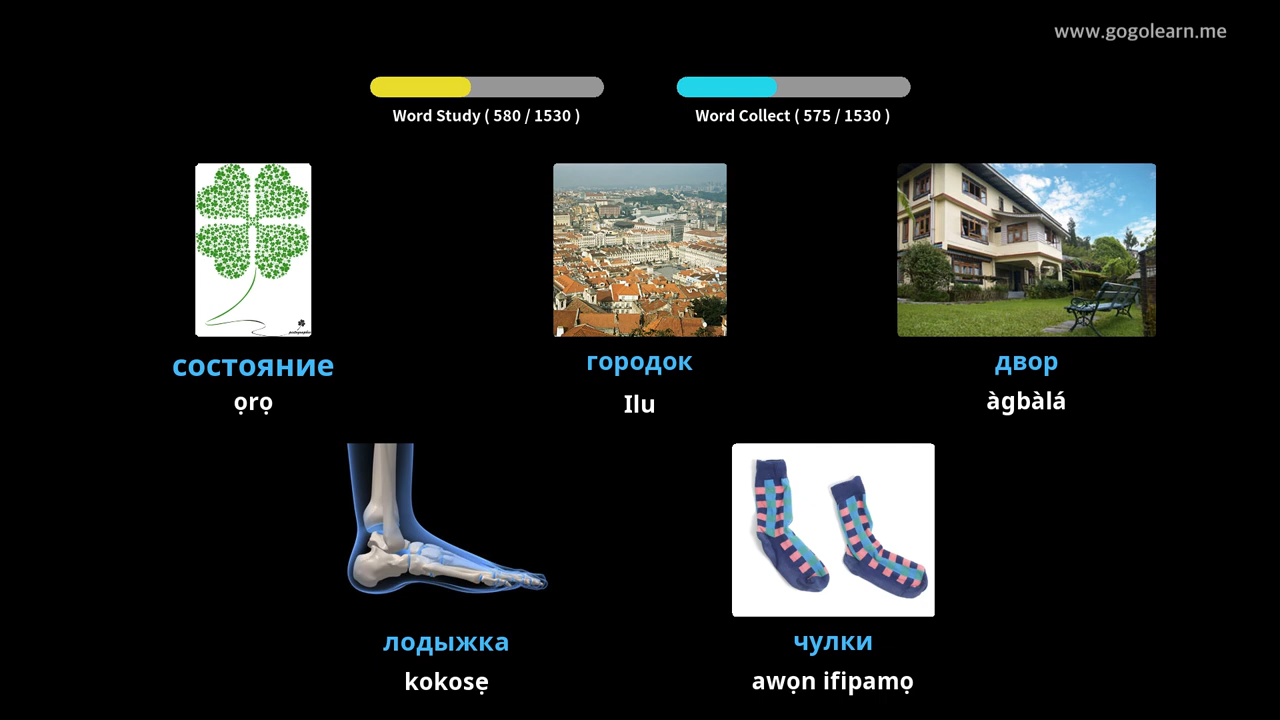 www.gogolearn.me
Word Study ( 580 / 1530 )
Word Collect ( 575 / 1530 )
состояние
ọrọ
городок
Ilu
двор
àgbàlá
лодыжка
kokosẹ
чулки
awọn ifipamọ